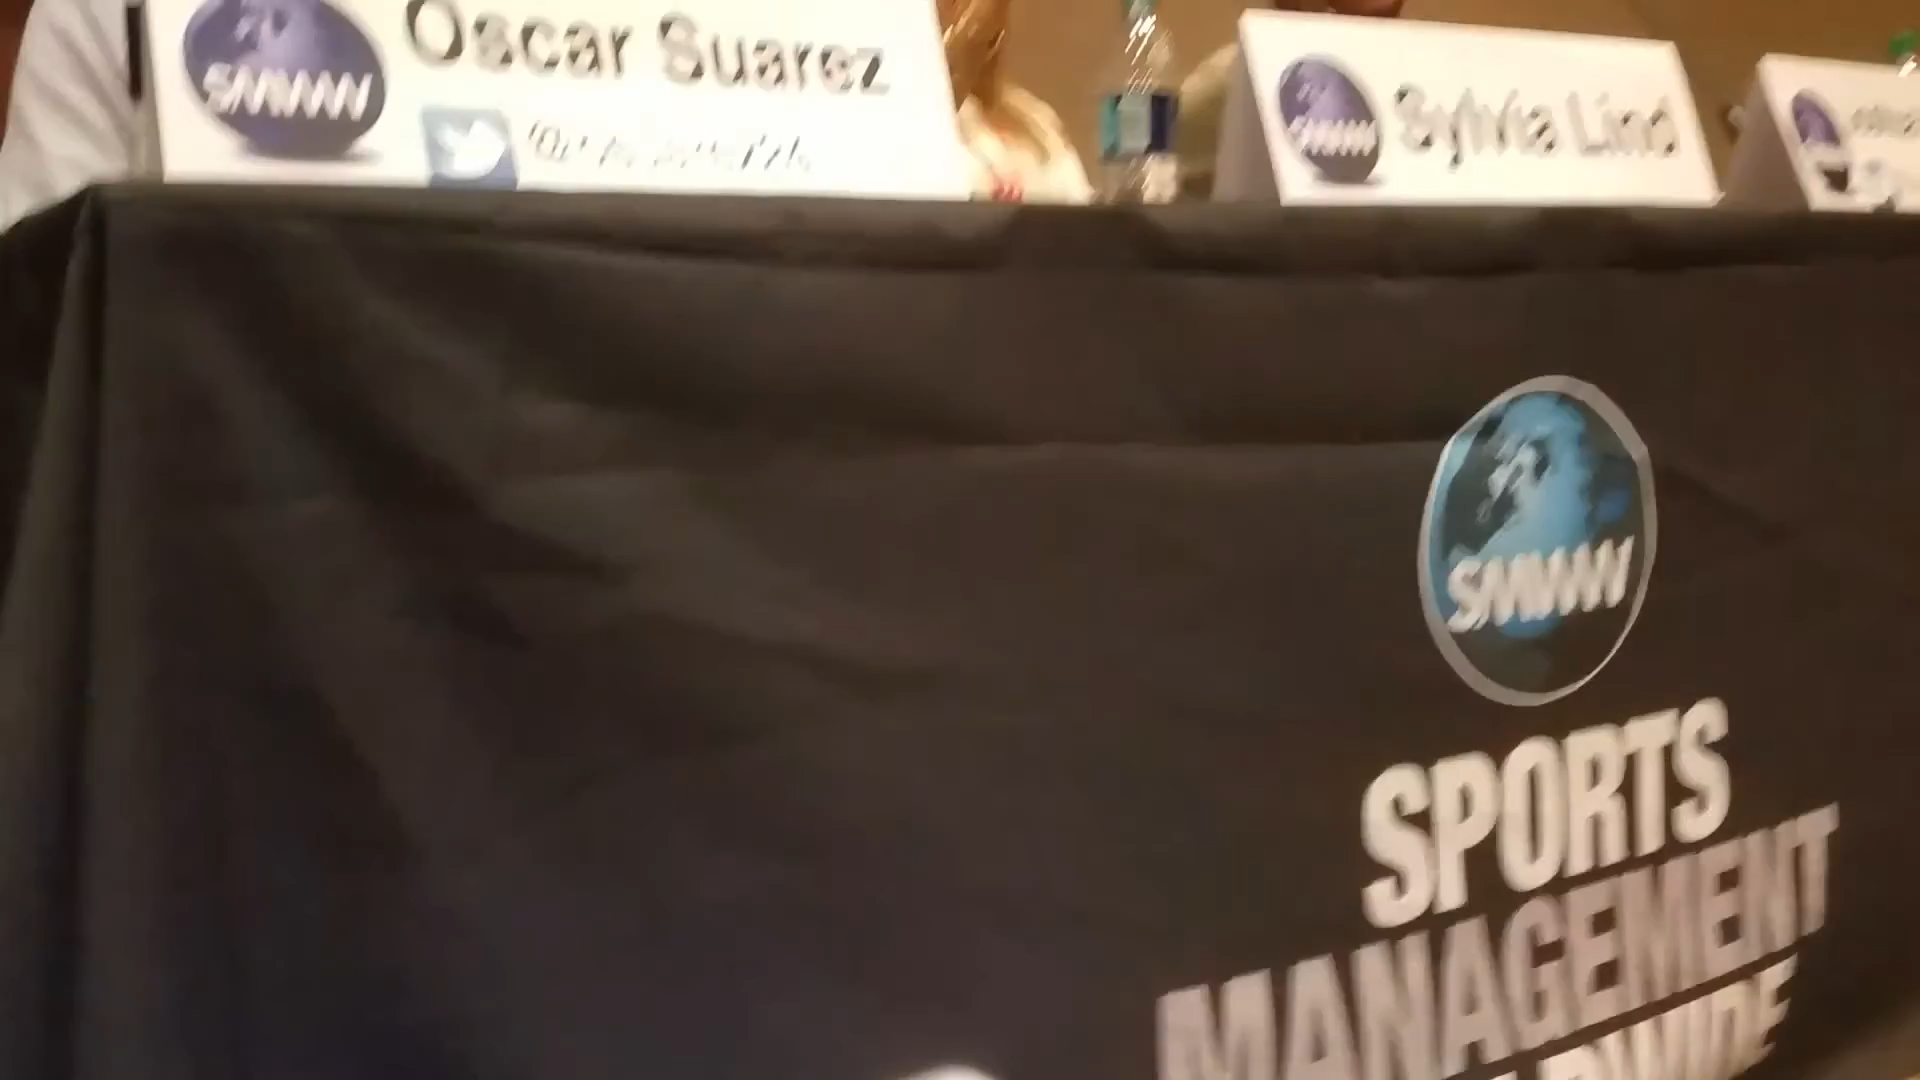 SMWW
Oscar Suarez
SMWW
Sylvia Lind
SMWW
SPORTS
MANAGEMENT